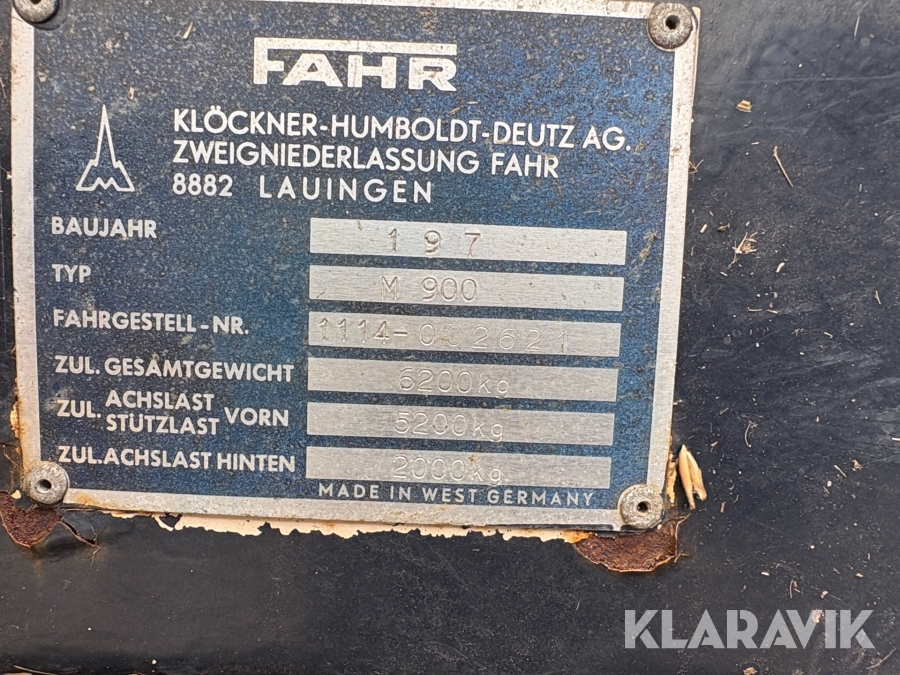 FAHR
KLÖCKNER-HUMBOLDT-DEUTZ AG.
ZWEIGNIEDERLASSUNG FAHR
8882 LAUINGEN
BAUJAHR 197
TYP M 900
FAHRGESTELL-NR. 1114-002621
ZUL. GESAMTGEWICHT 6200kg
ZUL. ACHSLAST STÜTZLAST VORN 5200kg
ZUL. ACHSLAST HINTEN 2000kg
MADE IN WEST GERMANY
KLARAVIK